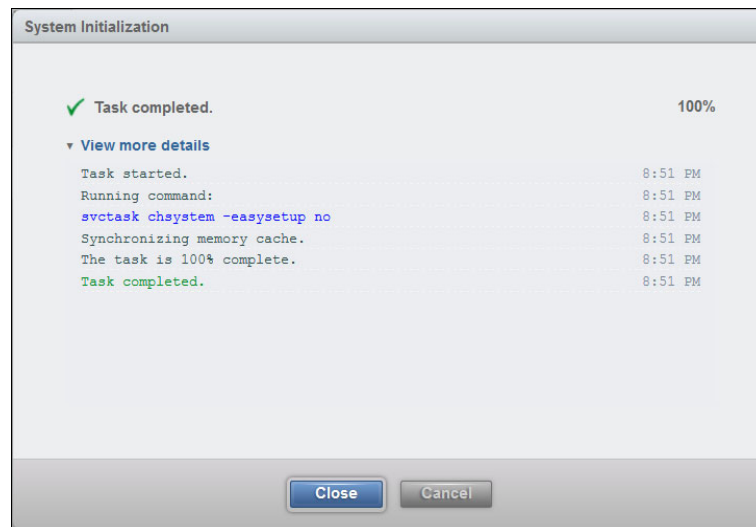 System Initialization
Task completed. 100%
View more details
Task started. 8:51 PM
Running command: 8:51 PM
svctask chsystem -easysetup no 8:51 PM
Synchronizing memory cache. 8:51 PM
The task is 100% complete. 8:51 PM
Task completed. 8:51 PM
Close Cancel